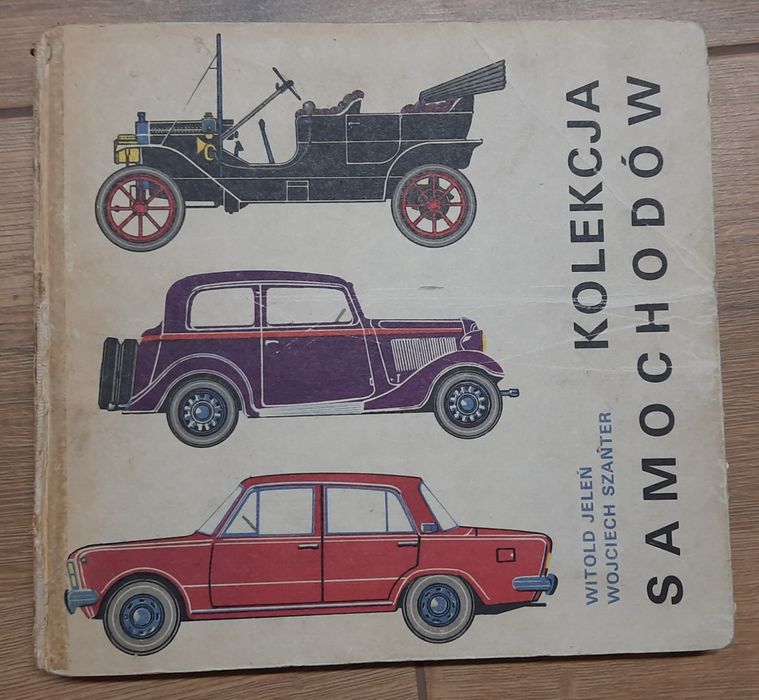 KOLEKCJA
SAMOCHODÓW
WITOLD JELEŃ
WOJCIECH SZAŃTER